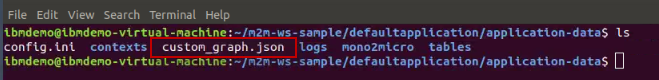 File Edit View Search Terminal Help
ibmdemo@ibmdemo-virtual-machine:~/m2m-ws-sample/defaultapplication/application-data$ ls
config.ini contexts custom_graph.json logs mono2micro tables
ibmdemo@ibmdemo-virtual-machine:~/m2m-ws-sample/defaultapplication/application-data$